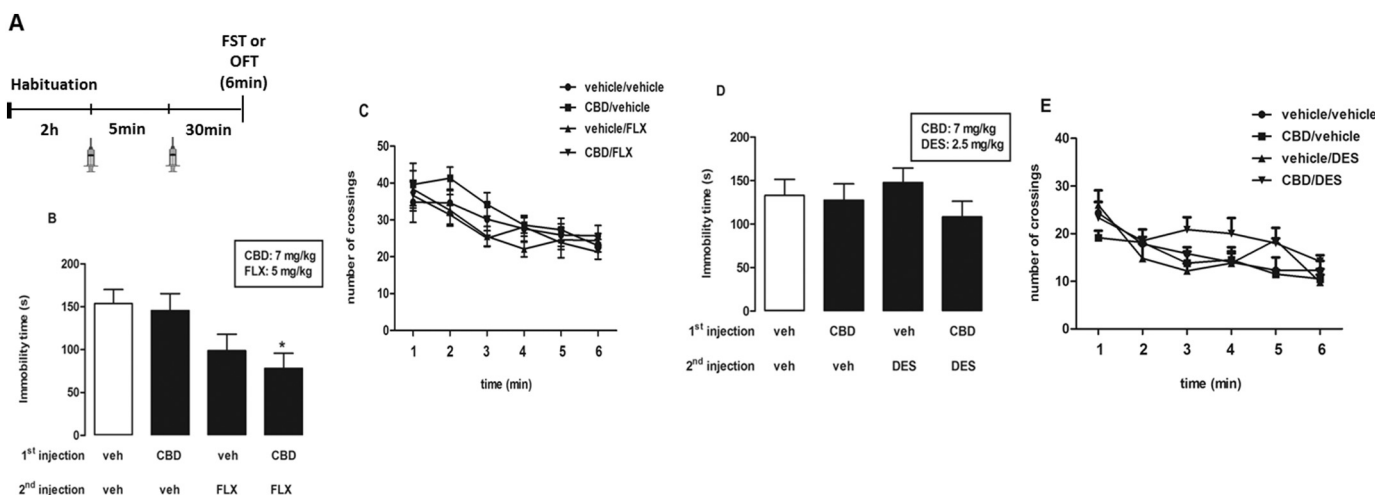 A
FST or
OFT
(6min)
Habituation
2h 5min 30min
B
CBD: 7 mg/kg
FLX: 5 mg/kg
Immobility time (s)
200
150
100
50
0
1st injection veh CBD veh CBD
2nd injection veh veh FLX FLX
*
C
vehicle/vehicle
CBD/vehicle
vehicle/FLX
CBD/FLX
number of crossings
50
40
30
20
10
0
1 2 3 4 5 6
time (min)
D
CBD: 7 mg/kg
DES: 2.5 mg/kg
Immobility time (s)
200
150
100
50
0
1st injection veh CBD veh CBD
2nd injection veh veh DES DES
E
vehicle/vehicle
CBD/vehicle
vehicle/DES
CBD/DES
number of crossings
40
30
20
10
0
1 2 3 4 5 6
time (min)